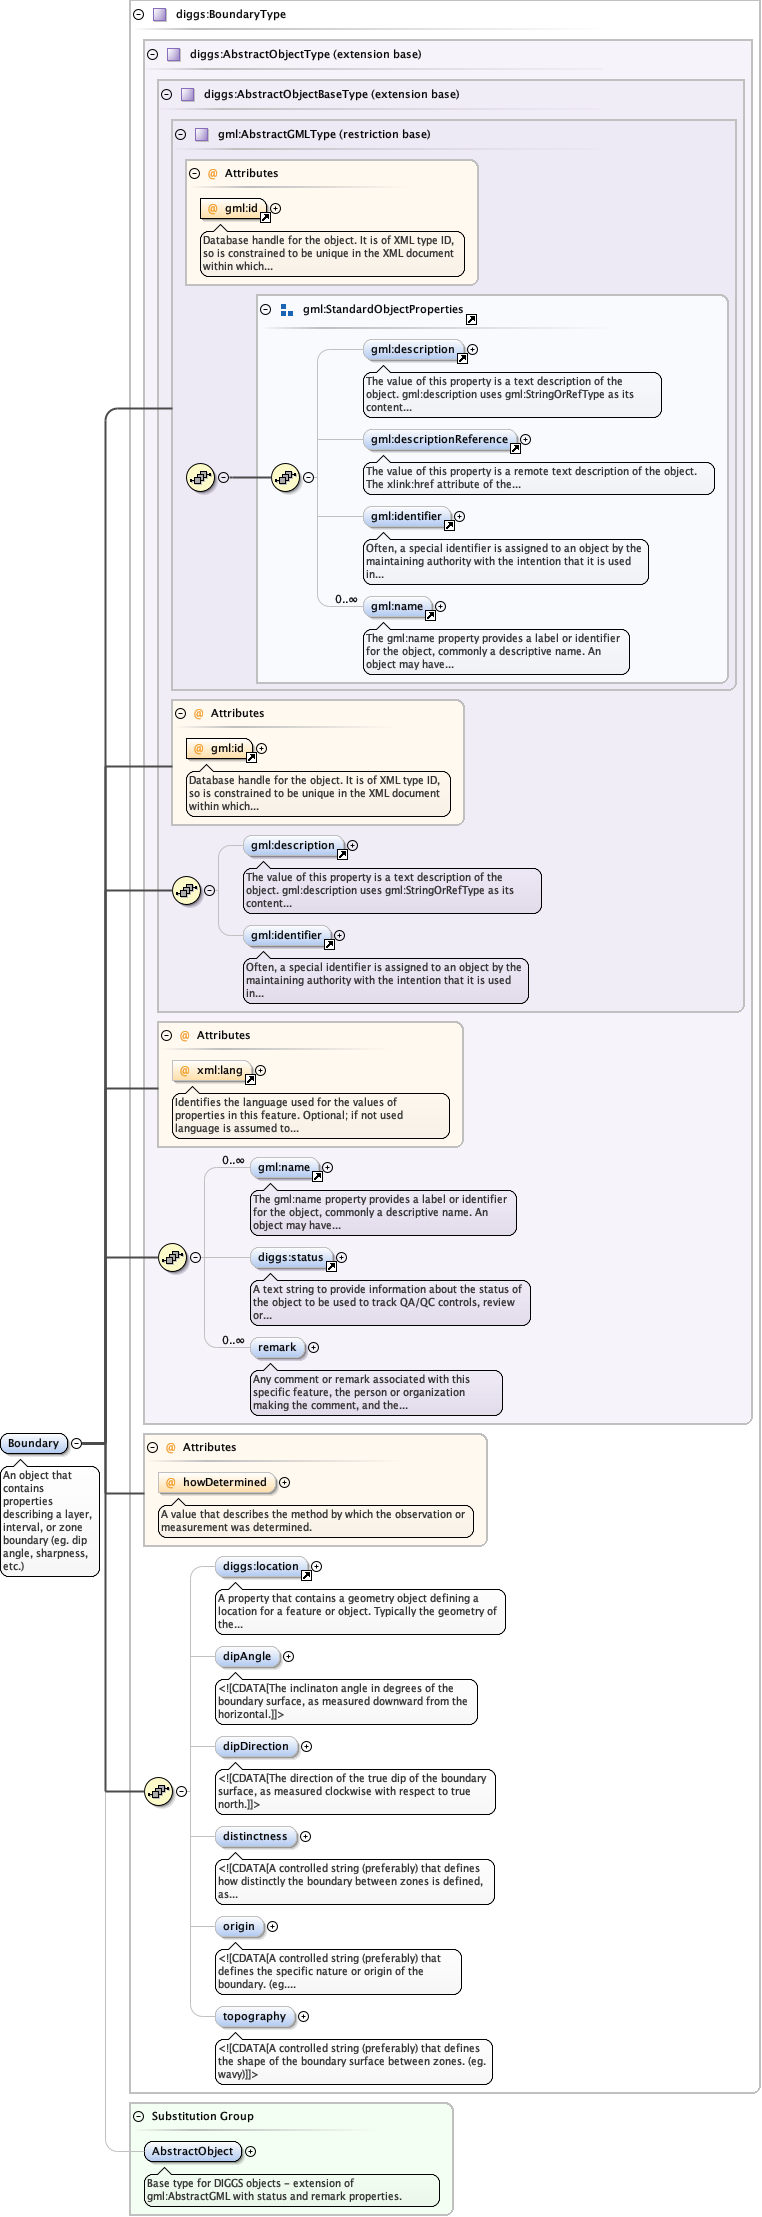 diggs:BoundaryType
diggs:AbstractObjectType (extension base)
diggs:AbstractObjectBaseType (extension base)
gml:AbstractGMLType (restriction base)
@ Attributes
@ gml:id
Database handle for the object. It is of XML type ID,
so is constrained to be unique in the XML document
within which...
gml:StandardObjectProperties
gml:description
The value of this property is a text description of the
object. gml:description uses gml:StringOrRefType as its
content...
gml:descriptionReference
The value of this property is a remote text description of the object.
The xlink:href attribute of the...
gml:identifier
Often, a special identifier is assigned to an object by the
maintaining authority with the intention that it is used
in...
0..∞
gml:name
The gml:name property provides a label or identifier
for the object, commonly a descriptive name. An
object may have...
@ Attributes
@ gml:id
Database handle for the object. It is of XML type ID,
so is constrained to be unique in the XML document
within which...
gml:description
The value of this property is a text description of the
object. gml:description uses gml:StringOrRefType as its
content...
gml:identifier
Often, a special identifier is assigned to an object by the
maintaining authority with the intention that it is used
in...
@ Attributes
@ xml:lang
Identifies the language used for the values of
properties in this feature. Optional; if not used
language is assumed to...
0..∞
gml:name
The gml:name property provides a label or identifier
for the object, commonly a descriptive name. An
object may have...
diggs:status
A text string to provide information about the status of
the object to be used to track QA/QC controls, review
or...
0..∞
remark
Any comment or remark associated with this
specific feature, the person or organization
making the comment, and the...
Boundary
An object that
contains
properties
describing a layer,
interval, or zone
boundary (eg. dip
angle, sharpness,
etc.)
@ Attributes
@ howDetermined
A value that describes the method by which the observation or
measurement was determined.
diggs:location
A property that contains a geometry object defining a
location for a feature or object. Typically the geometry of
the...
dipAngle
<![CDATA[The inclinaton angle in degrees of the
boundary surface, as measured downward from the
horizontal.]]>
dipDirection
<![CDATA[The direction of the true dip of the boundary
surface, as measured clockwise with respect to true
north.]]>
distinctness
<![CDATA[A controlled string (preferably) that defines
how distinctly the boundary between zones is defined,
as...
origin
<![CDATA[A controlled string (preferably) that
defines the specific nature or origin of the
boundary. (eg....
topography
<![CDATA[A controlled string (preferably) that defines
the shape of the boundary surface between zones. (eg.
wavy)]]>
Substitution Group
AbstractObject
Base type for DIGGS objects - extension of
gml:AbstractGML with status and remark properties.